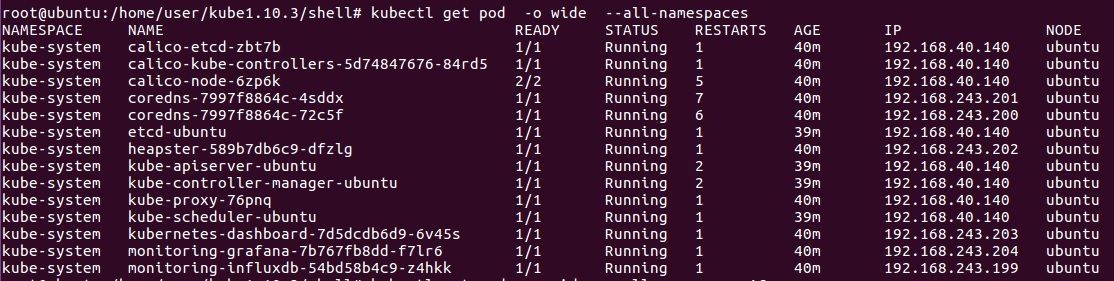 root@ubuntu:/home/user/kube1.10.3/shell# kubectl get pod  -o wide  --all-namespaces
NAMESPACE     NAME                                       READY     STATUS    RESTARTS   AGE       IP                NODE
kube-system   calico-etcd-zbt7b                          1/1       Running   1          40m       192.168.40.140    ubuntu
kube-system   calico-kube-controllers-5d74847676-84rd5   1/1       Running   1          40m       192.168.40.140    ubuntu
kube-system   calico-node-6zp6k                          2/2       Running   5          40m       192.168.40.140    ubuntu
kube-system   coredns-7997f8864c-4sddx                   1/1       Running   7          40m       192.168.243.201   ubuntu
kube-system   coredns-7997f8864c-72c5f                   1/1       Running   6          40m       192.168.243.200   ubuntu
kube-system   etcd-ubuntu                                1/1       Running   1          39m       192.168.40.140    ubuntu
kube-system   heapster-589b7db6c9-dfzlg                  1/1       Running   1          40m       192.168.243.202   ubuntu
kube-system   kube-apiserver-ubuntu                      1/1       Running   2          39m       192.168.40.140    ubuntu
kube-system   kube-controller-manager-ubuntu             1/1       Running   2          39m       192.168.40.140    ubuntu
kube-system   kube-proxy-76pnq                           1/1       Running   1          40m       192.168.40.140    ubuntu
kube-system   kube-scheduler-ubuntu                      1/1       Running   1          39m       192.168.40.140    ubuntu
kube-system   kubernetes-dashboard-7d5dcdb6d9-6v45s      1/1       Running   1          40m       192.168.243.203   ubuntu
kube-system   monitoring-grafana-7b767fb8dd-f7lr6        1/1       Running   1          40m       192.168.243.204   ubuntu
kube-system   monitoring-influxdb-54bd58b4c9-z4hkk       1/1       Running   1          40m       192.168.243.199   ubuntu